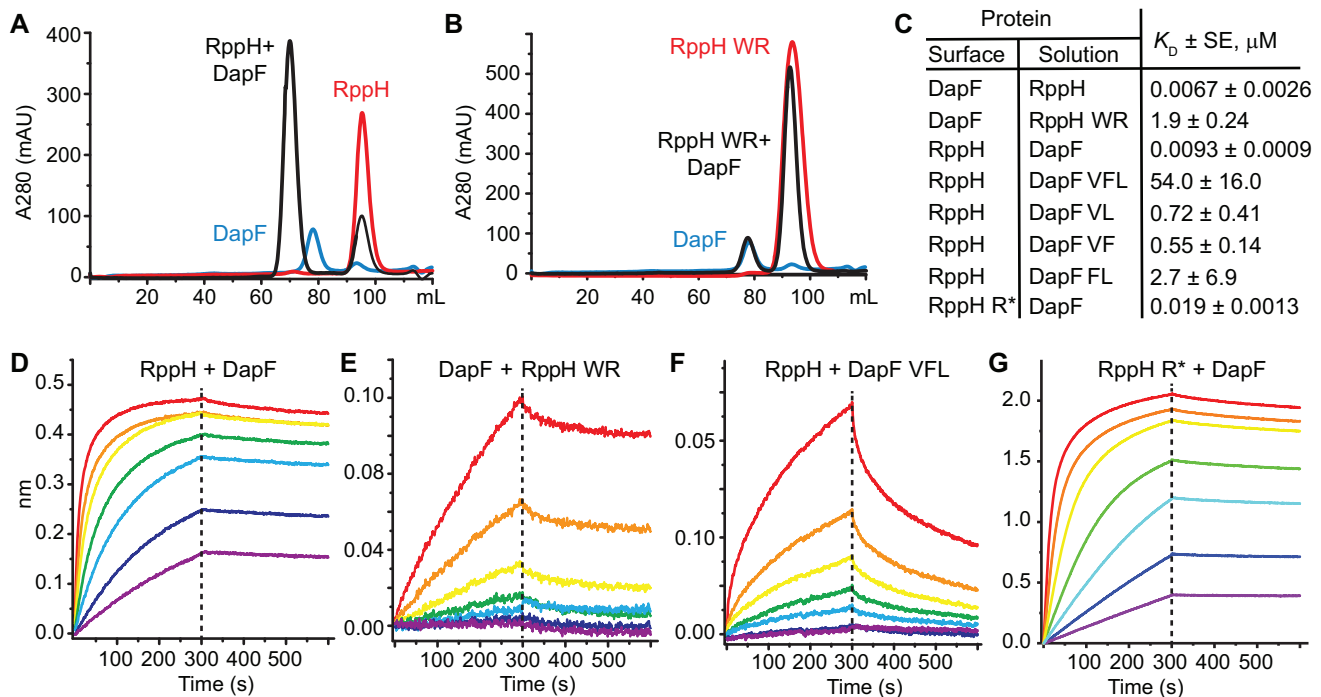 A
400
300
200
100
0
A280 (mAU)
RppH+
DapF
RppH
DapF
20 40 60 80 100 mL
B
500
400
300
200
100
0
A280 (mAU)
RppH WR
RppH WR+
DapF
DapF
20 40 60 80 100 mL
C
Protein
Surface Solution K_D ± SE, μM
DapF RppH 0.0067 ± 0.0026
DapF RppH WR 1.9 ± 0.24
RppH DapF 0.0093 ± 0.0009
RppH DapF VFL 54.0 ± 16.0
RppH DapF VL 0.72 ± 0.41
RppH DapF VF 0.55 ± 0.14
RppH DapF FL 2.7 ± 6.9
RppH R* DapF 0.019 ± 0.0013
D
RppH + DapF
0.5
0.4
0.3
0.2
0.1
0.0
nm
100 200 300 400 500
Time (s)
E
DapF + RppH WR
0.10
0.08
0.04
0.00
100 200 300 400 500
Time (s)
F
RppH + DapF VFL
0.05
0.10
0.00
100 200 300 400 500
Time (s)
G
RppH R* + DapF
2.0
1.5
1.0
0.5
0.0
100 200 300 400 500
Time (s)